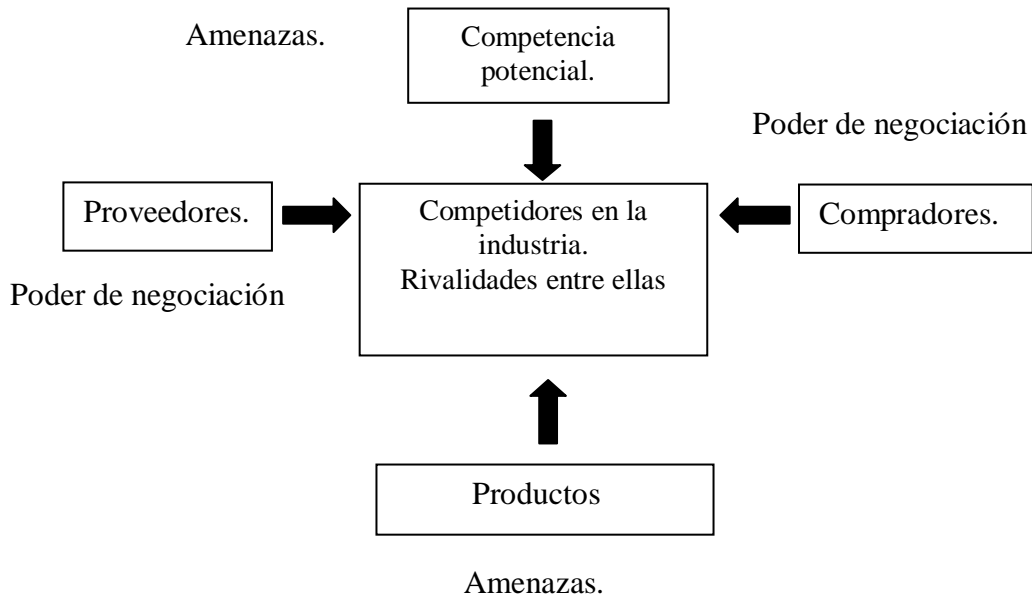 Amenazas.
Competencia
potencial.
Poder de negociación
Proveedores.
Competidores en la
industria.
Rivalidades entre ellas
Compradores.
Poder de negociación
Productos
Amenazas.